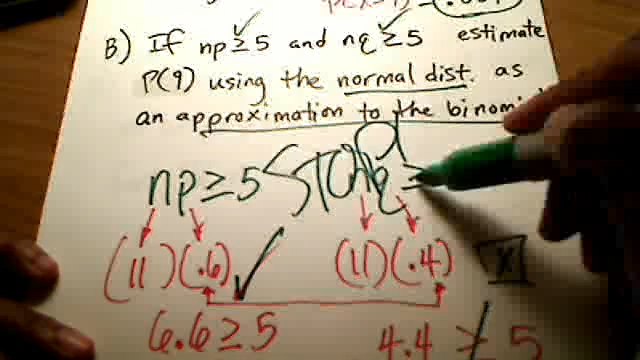 B) If np ≥ 5 and nq ≥ 5 estimate
P(9) using the normal dist. as
an approximation to the
np ≥ 5 STOP nq ≥
(11)(.6) (11)(.4) X
6.6 ≥ 5 4.4 ≱ 5